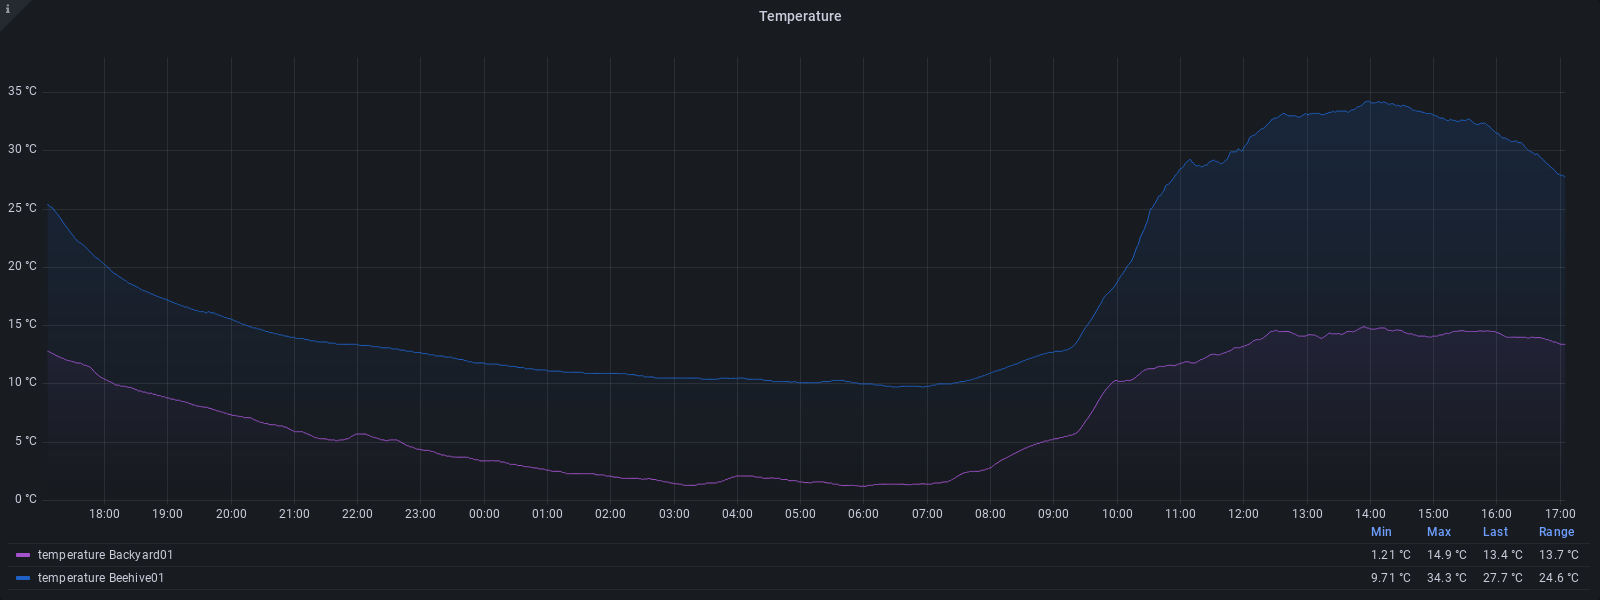 i
Temperature
35 °C
30 °C
25 °C
20 °C
15 °C
10 °C
5 °C
0 °C
18:00 19:00 20:00 21:00 22:00 23:00 00:00 01:00 02:00 03:00 04:00 05:00 06:00 07:00 08:00 09:00 10:00 11:00 12:00 13:00 14:00 15:00 16:00 17:00
Min Max Last Range
temperature Backyard01 1.21 °C 14.9 °C 13.4 °C 13.7 °C
temperature Beehive01 9.71 °C 34.3 °C 27.7 °C 24.6 °C